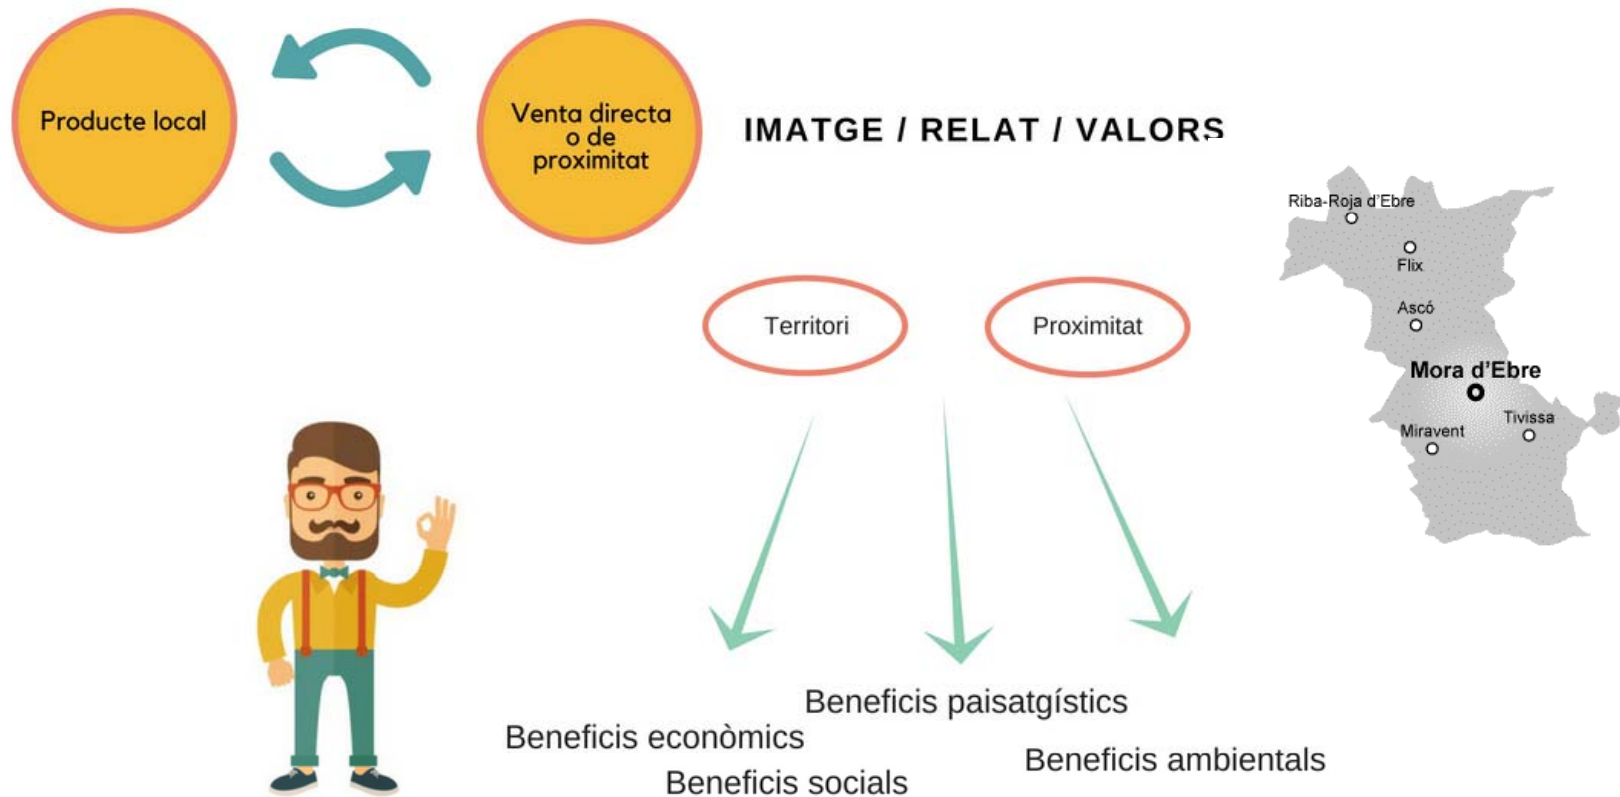 Producte local
Venta directa
o de
proximitat
IMATGE / RELAT / VALORS
Riba-Roja d'Ebre
Flix
Ascó
Mora d'Ebre
Tivissa
Miravent
Territori
Proximitat
Beneficis paisatgístics
Beneficis econòmics
Beneficis ambientals
Beneficis socials